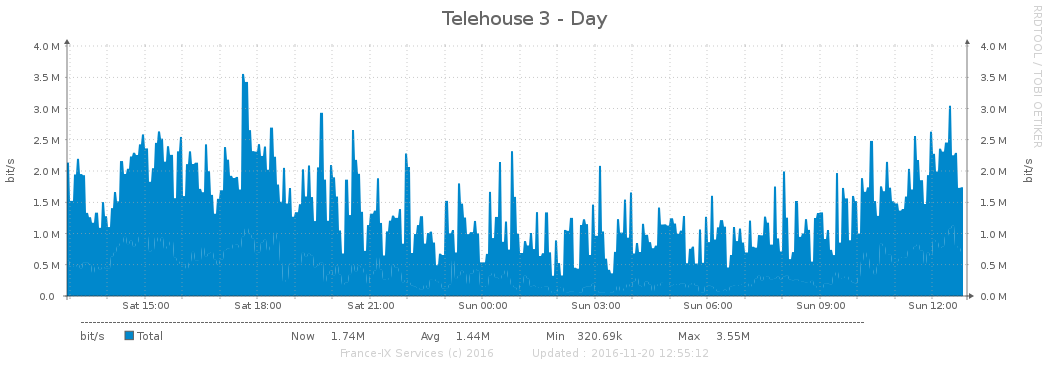 Telehouse 3 - Day
RRDTOOL / TOBI OETIKER
4.0 M 4.0 M
3.5 M 3.5 M
3.0 M 3.0 M
2.5 M 2.5 M
2.0 M 2.0 M
1.5 M 1.5 M
1.0 M 1.0 M
0.5 M 0.5 M
0.0 0.0 M
bit/s bit/s
Sat 15:00 Sat 18:00 Sat 21:00 Sun 00:00 Sun 03:00 Sun 06:00 Sun 09:00 Sun 12:00
bit/s Total Now 1.74M Avg 1.44M Min 320.69k Max 3.55M
France-IX Services (c) 2016 Updated : 2016-11-20 12:55:12